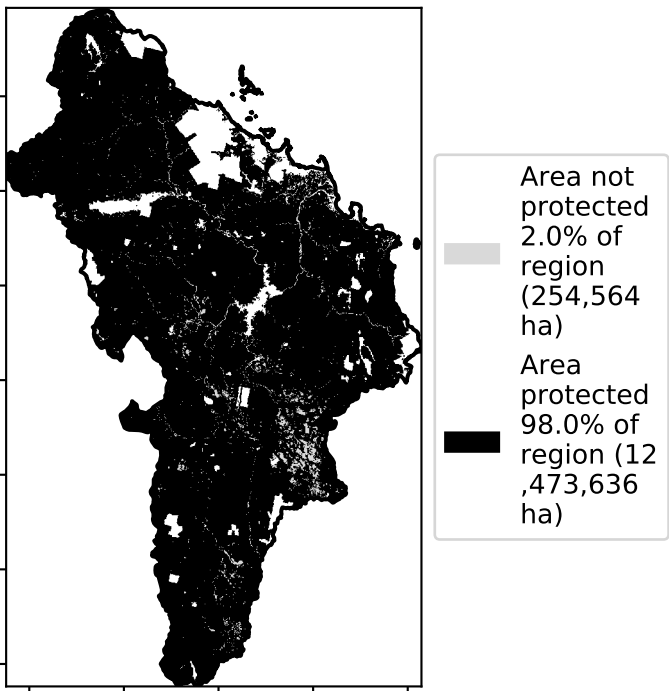 Area not
protected
2.0% of
region
(254,564
ha)
Area
protected
98.0% of
region (12
,473,636
ha)